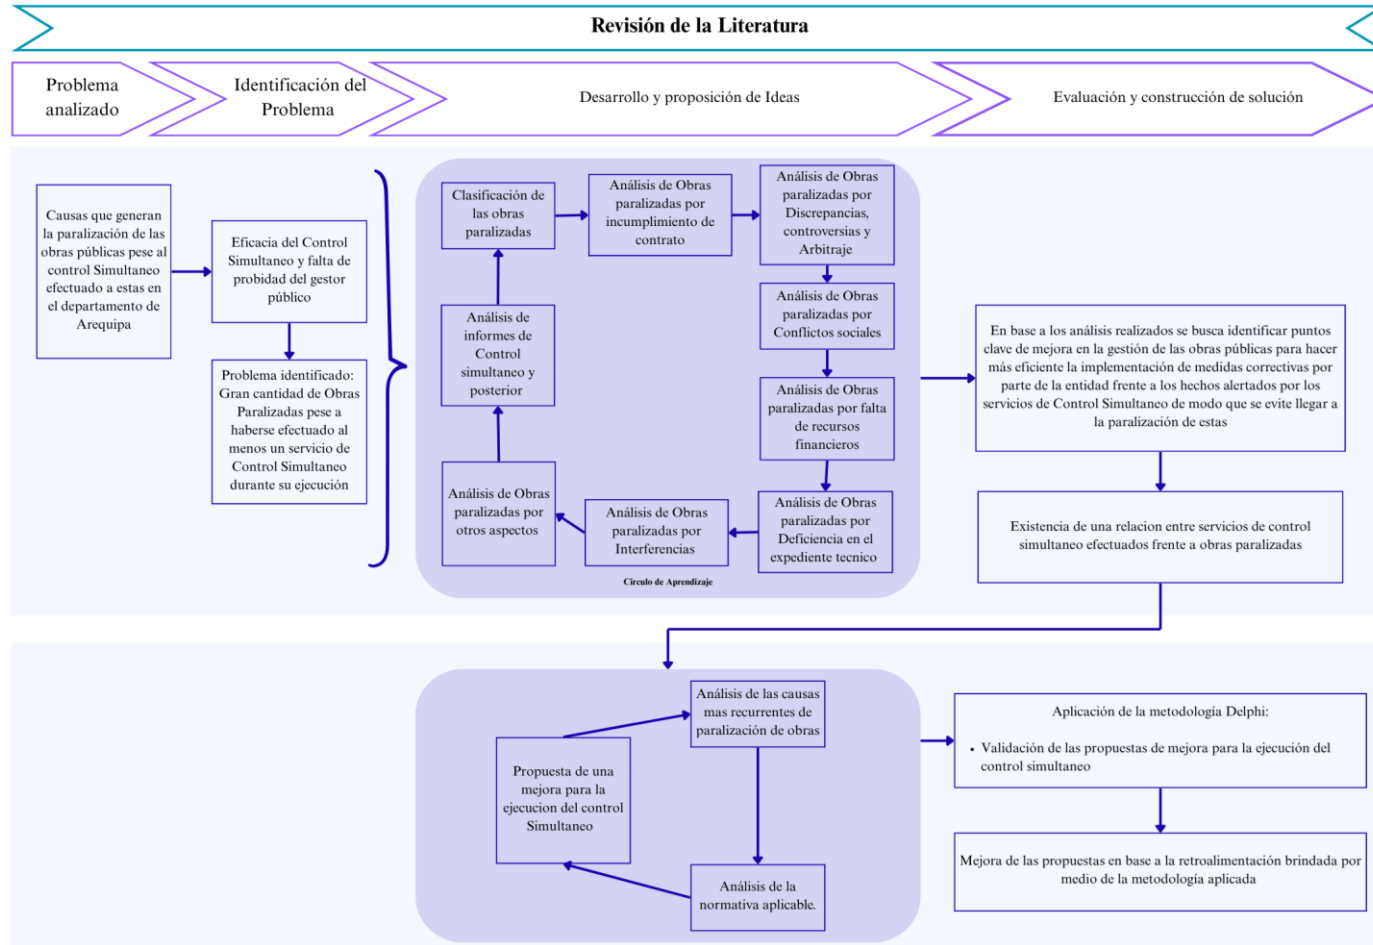 Revisión de la Literatura
Problema
analizado
Identificación del
Problema
Desarrollo y proposición de Ideas
Evaluación y construcción de solución
Causas que generan
la paralización de las
obras públicas pese al
control Simultaneo
efectuado a estas en
el departamento de
Arequipa
Eficacia del Control
Simultaneo y falta de
probidad del gestor
público
Problema identificado:
Gran cantidad de Obras
Paralizadas pese a
haberse efectuado al
menos un servicio de
Control Simultaneo
durante su ejecución
Clasificación de
las obras
paralizadas
Análisis de Obras
paralizadas por
incumplimiento de
contrato
Análisis de Obras
paralizadas por
Discrepancias,
controversias y
Arbitraje
Análisis de Obras
paralizadas por
Conflictos sociales
Análisis de Obras
paralizadas por falta
de recursos
financieros
Análisis de Obras
paralizadas por
Deficiencia en el
expediente tecnico
Análisis de Obras
paralizadas por
Interferencias
Análisis de Obras
paralizadas por
otros aspectos
Análisis de
informes de
Control
simultaneo y
posterior
Circulo de Aprendizaje
En base a los análisis realizados se busca identificar puntos
clave de mejora en la gestión de las obras públicas para hacer
más eficiente la implementación de medidas correctivas por
parte de la entidad frente a los hechos alertados por los
servicios de Control Simultaneo de modo que se evite llegar a
la paralización de estas
Existencia de una relacion entre servicios de control
simultaneo efectuados frente a obras paralizadas
Análisis de las causas
mas recurrentes de
paralización de obras
Propuesta de una
mejora para la
ejecucion del control
Simultaneo
Análisis de la
normativa aplicable.
Aplicación de la metodología Delphi:
• Validación de las propuestas de mejora para la ejecución del
control simultaneo
Mejora de las propuestas en base a la retroalimentación brindada por
medio de la metodología aplicada